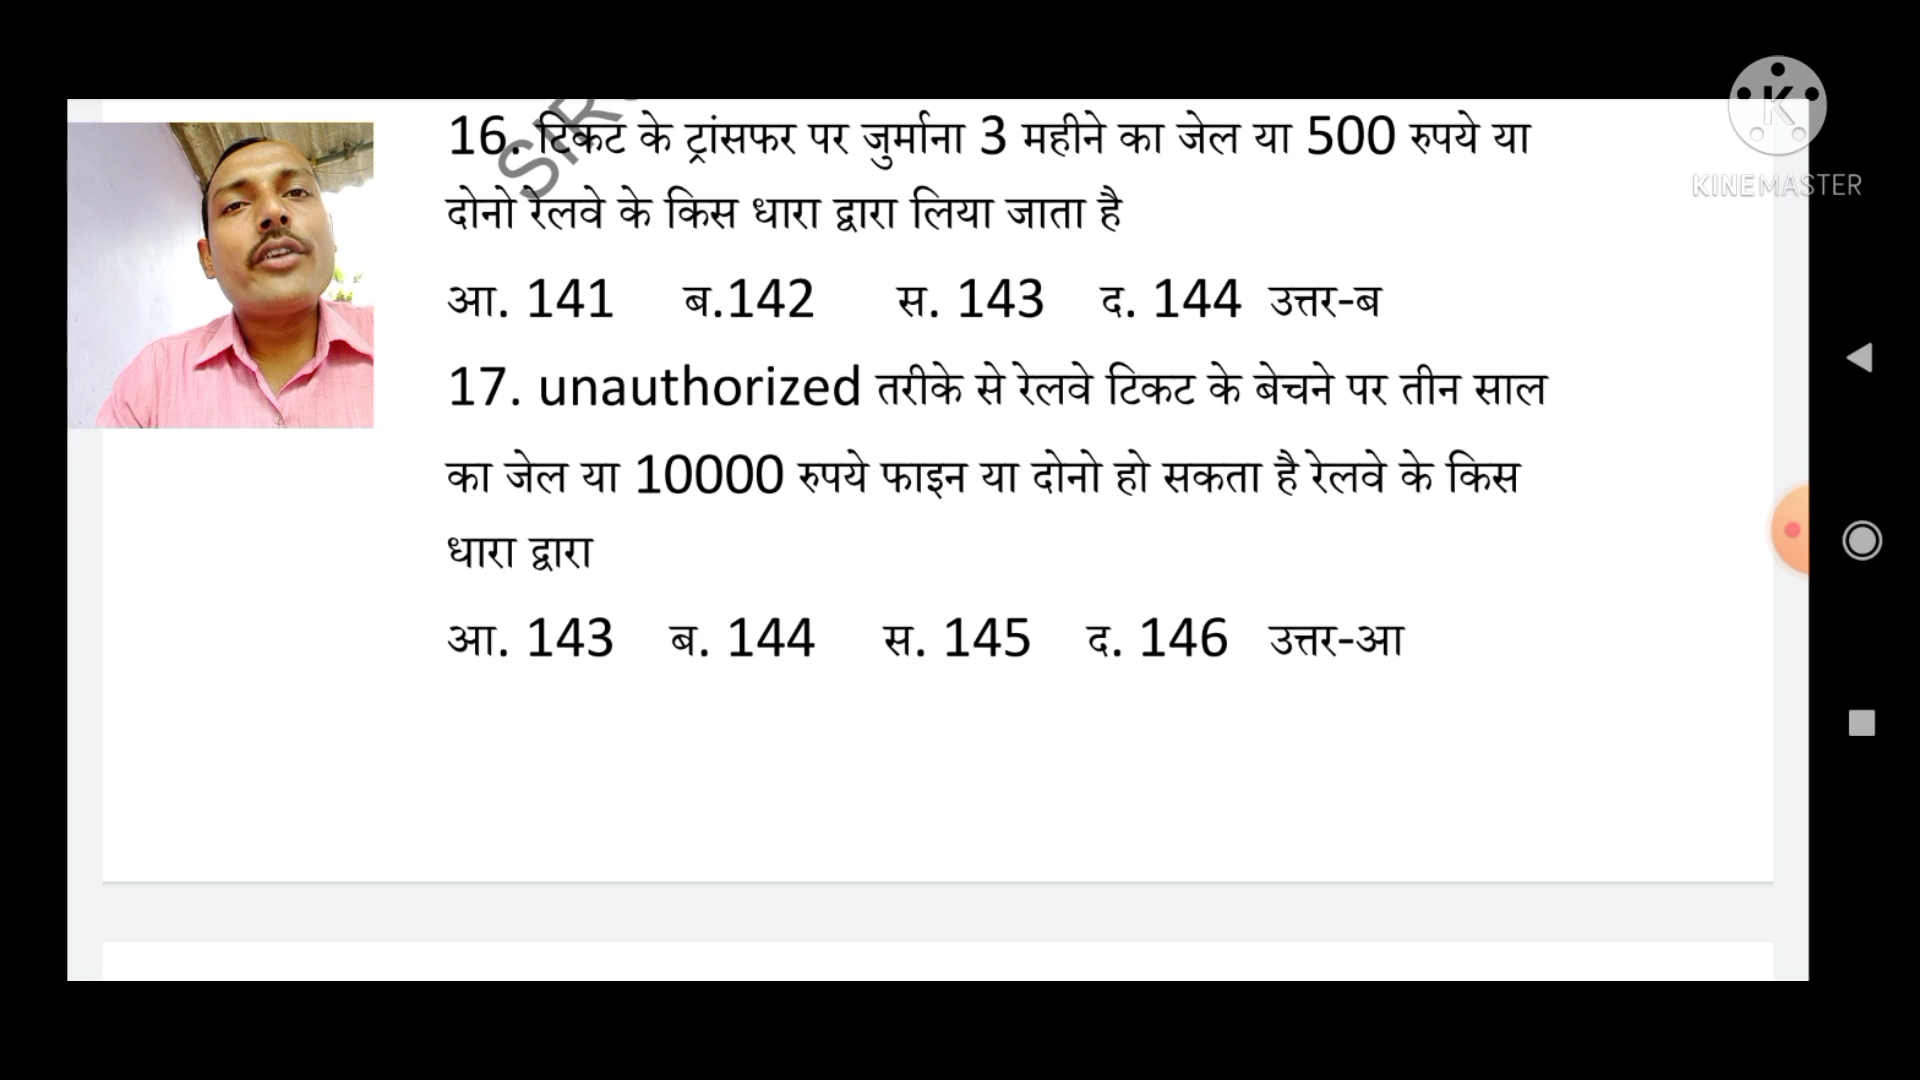 16. टिकट के ट्रांसफर पर जुर्माना 3 महीने का जेल या 500 रुपये या
दोनो रेलवे के किस धारा द्वारा लिया जाता है
आ. 141 ब.142 स. 143 द. 144 उत्तर-ब
17. unauthorized तरीके से रेलवे टिकट के बेचने पर तीन साल
का जेल या 10000 रुपये फाइन या दोनो हो सकता है रेलवे के किस
धारा द्वारा
आ. 143 ब. 144 स. 145 द. 146 उत्तर-आ
SIR
K
KINEMASTER